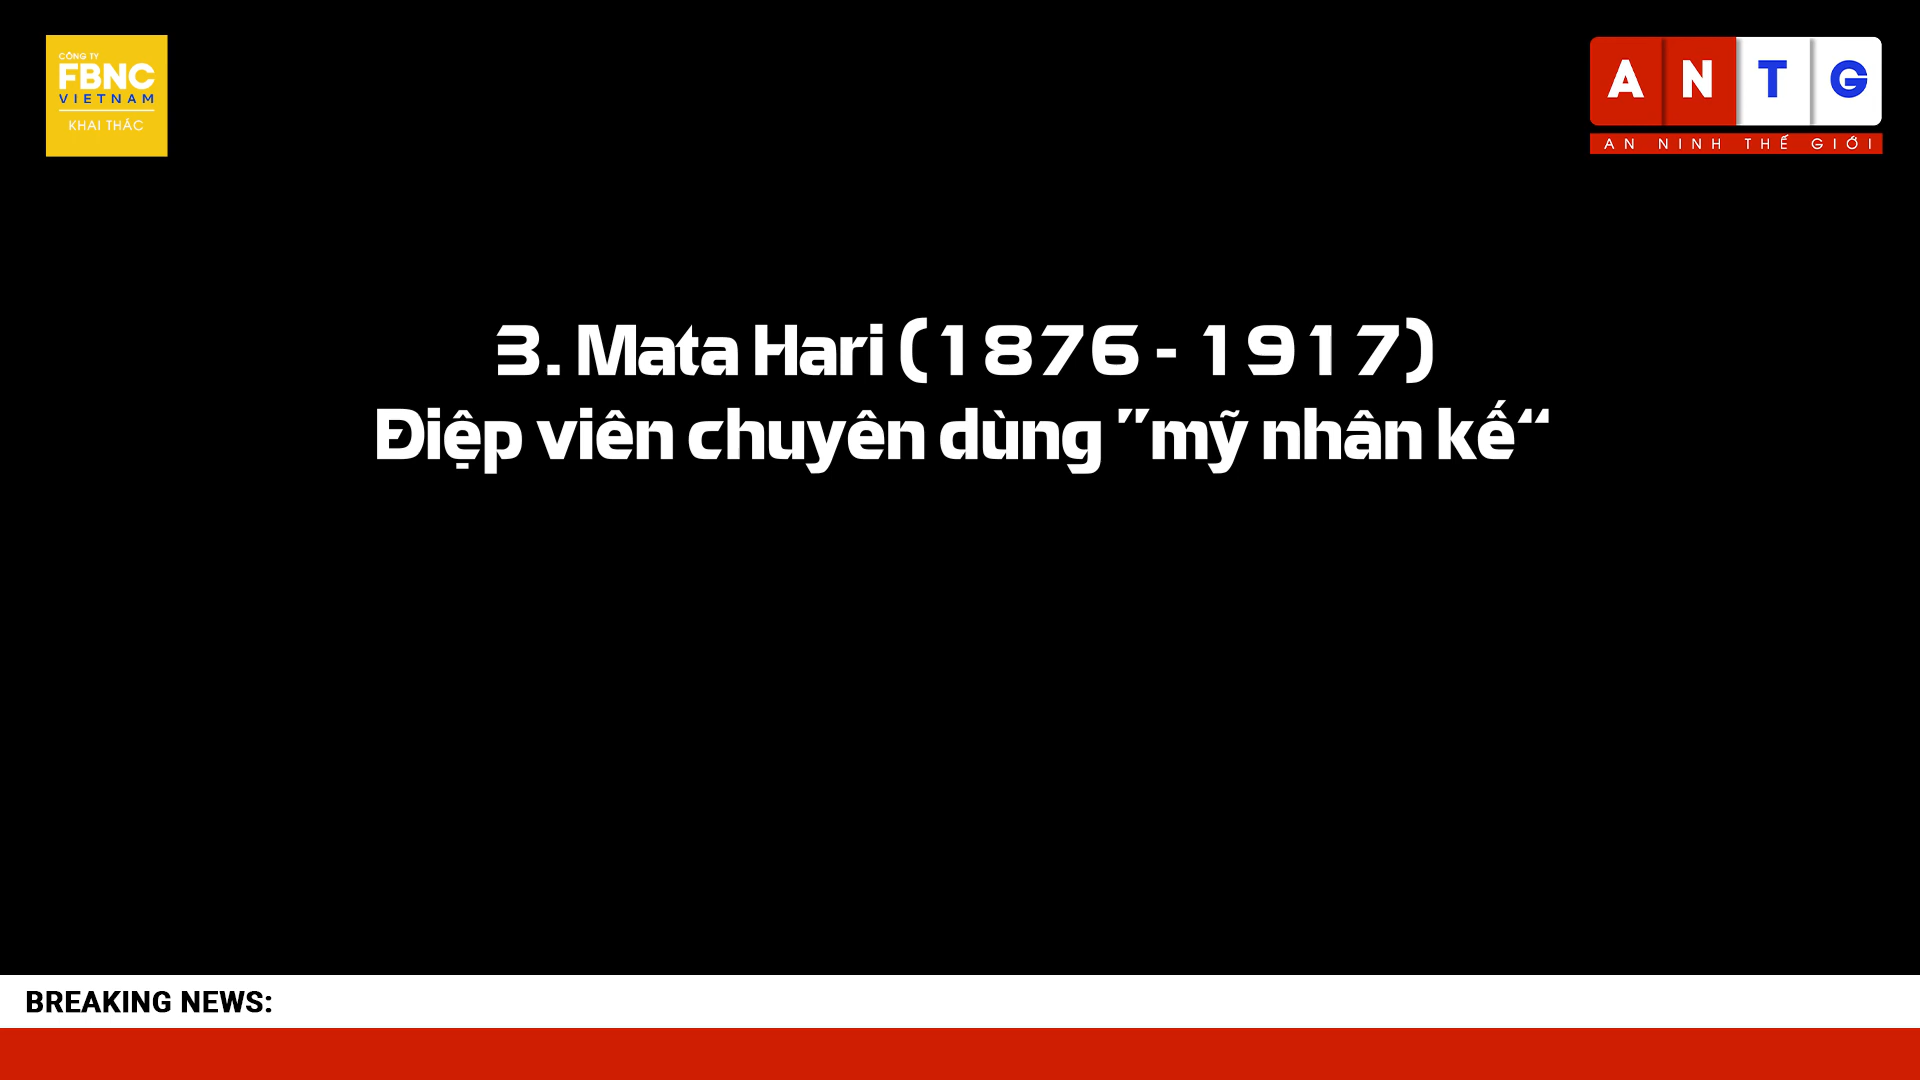 CÔNG TY
FBNC
VIETNAM
KHAI THÁC
ANTG
AN NINH THẾ GIỚI
3. Mata Hari (1876 - 1917)
Điệp viên chuyên dùng ”mỹ nhân kế“
BREAKING NEWS: